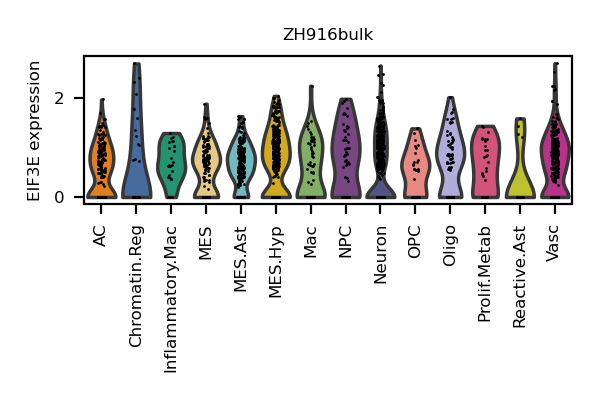 ZH916bulk
EIF3E expression
2
0
AC
Chromatin.Reg
Inflammatory.Mac
MES
MES.Ast
MES.Hyp
Mac
NPC
Neuron
OPC
Oligo
Prolif.Metab
Reactive.Ast
Vasc